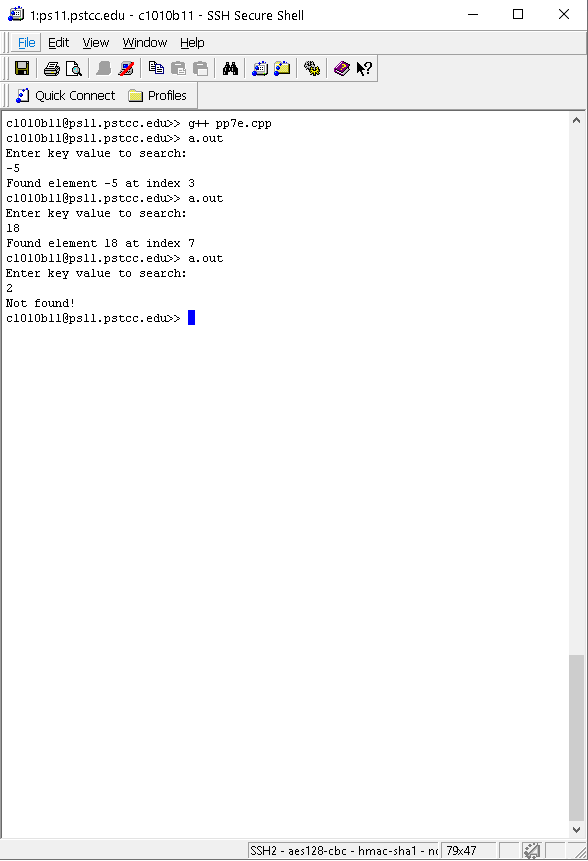 1:ps11.pstcc.edu - c1010b11 - SSH Secure Shell
File Edit View Window Help
Quick Connect Profiles
c1010b11@ps11.pstcc.edu>> g++ pp7e.cpp
c1010b11@ps11.pstcc.edu>> a.out
Enter key value to search:
-5
Found element -5 at index 3
c1010b11@ps11.pstcc.edu>> a.out
Enter key value to search:
18
Found element 18 at index 7
c1010b11@ps11.pstcc.edu>> a.out
Enter key value to search:
2
Not found!
c1010b11@ps11.pstcc.edu>>
SSH2 - aes128-cbc - hmac-sha1 - nc 79x47